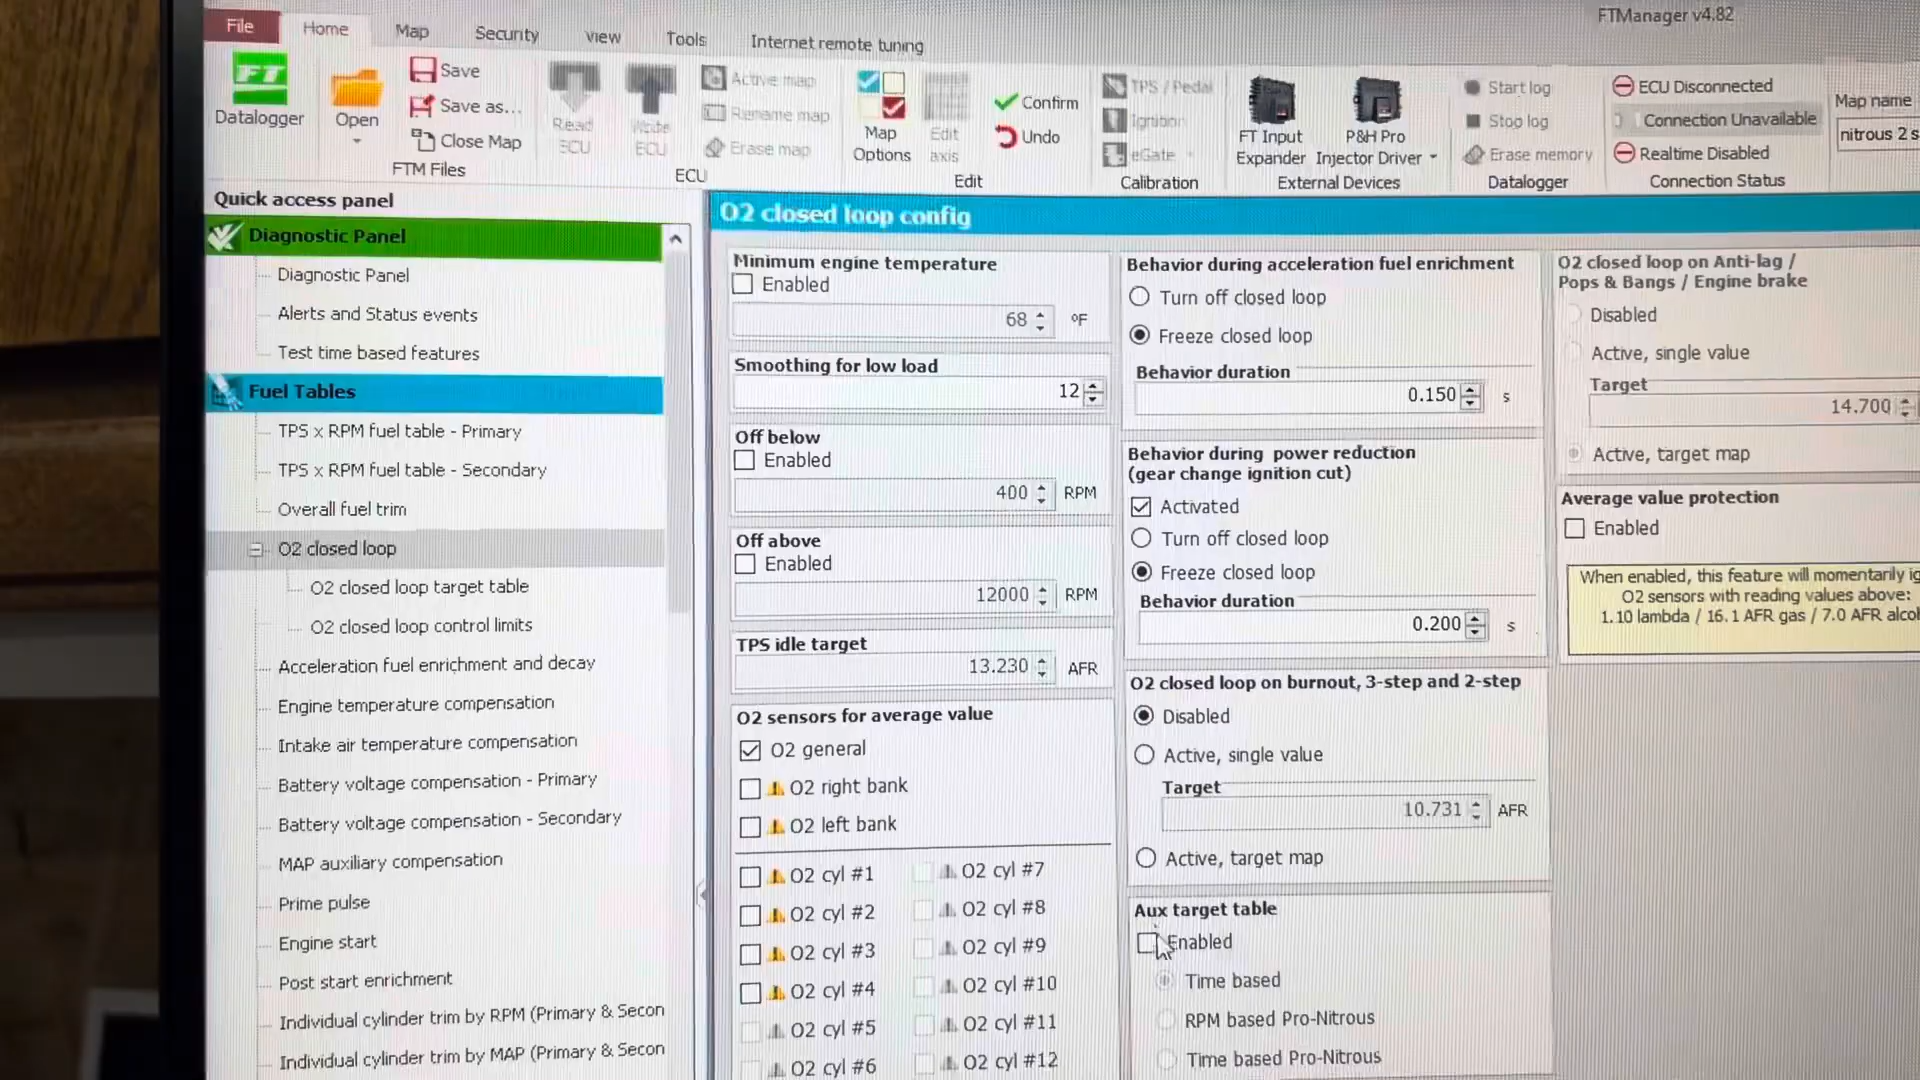 FTManager v4.82
File
Home
Map
Security
View
Tools
Internet remote tuning
FT
Datalogger
Open
Save
Save as...
Close Map
FTM Files
Read ECU
Write ECU
Active map
Rename map
Erase map
ECU
Map Options
Edit axis
Confirm
Undo
Edit
TPS / Pedal
Ignition
eGate
Calibration
FT Input Expander
P&H Pro Injector Driver
External Devices
Start log
Stop log
Erase memory
Datalogger
ECU Disconnected
Connection Unavailable
Realtime Disabled
Connection Status
Map name
nitrous 2 s
Quick access panel
Diagnostic Panel
Diagnostic Panel
Alerts and Status events
Test time based features
Fuel Tables
TPS x RPM fuel table - Primary
TPS x RPM fuel table - Secondary
Overall fuel trim
O2 closed loop
O2 closed loop target table
O2 closed loop control limits
Acceleration fuel enrichment and decay
Engine temperature compensation
Intake air temperature compensation
Battery voltage compensation - Primary
Battery voltage compensation - Secondary
MAP auxiliary compensation
Prime pulse
Engine start
Post start enrichment
Individual cylinder trim by RPM (Primary & Secon
Individual cylinder trim by MAP (Primary & Secon
O2 closed loop config
Minimum engine temperature
Enabled
68 °F
Smoothing for low load
12
Off below
Enabled
400 RPM
Off above
Enabled
12000 RPM
TPS idle target
13.230 AFR
O2 sensors for average value
O2 general
O2 right bank
O2 left bank
O2 cyl #1
O2 cyl #2
O2 cyl #3
O2 cyl #4
O2 cyl #5
O2 cyl #6
O2 cyl #7
O2 cyl #8
O2 cyl #9
O2 cyl #10
O2 cyl #11
O2 cyl #12
Behavior during acceleration fuel enrichment
Turn off closed loop
Freeze closed loop
Behavior duration
0.150 s
Behavior during power reduction
(gear change ignition cut)
Activated
Turn off closed loop
Freeze closed loop
Behavior duration
0.200 s
O2 closed loop on burnout, 3-step and 2-step
Disabled
Active, single value
Target
10.731 AFR
Active, target map
Aux target table
Enabled
Time based
RPM based Pro-Nitrous
Time based Pro-Nitrous
O2 closed loop on Anti-lag /
Pops & Bangs / Engine brake
Disabled
Active, single value
Target
14.700
Active, target map
Average value protection
Enabled
When enabled, this feature will momentarily ig
O2 sensors with reading values above:
1.10 lambda / 16.1 AFR gas / 7.0 AFR alcoh